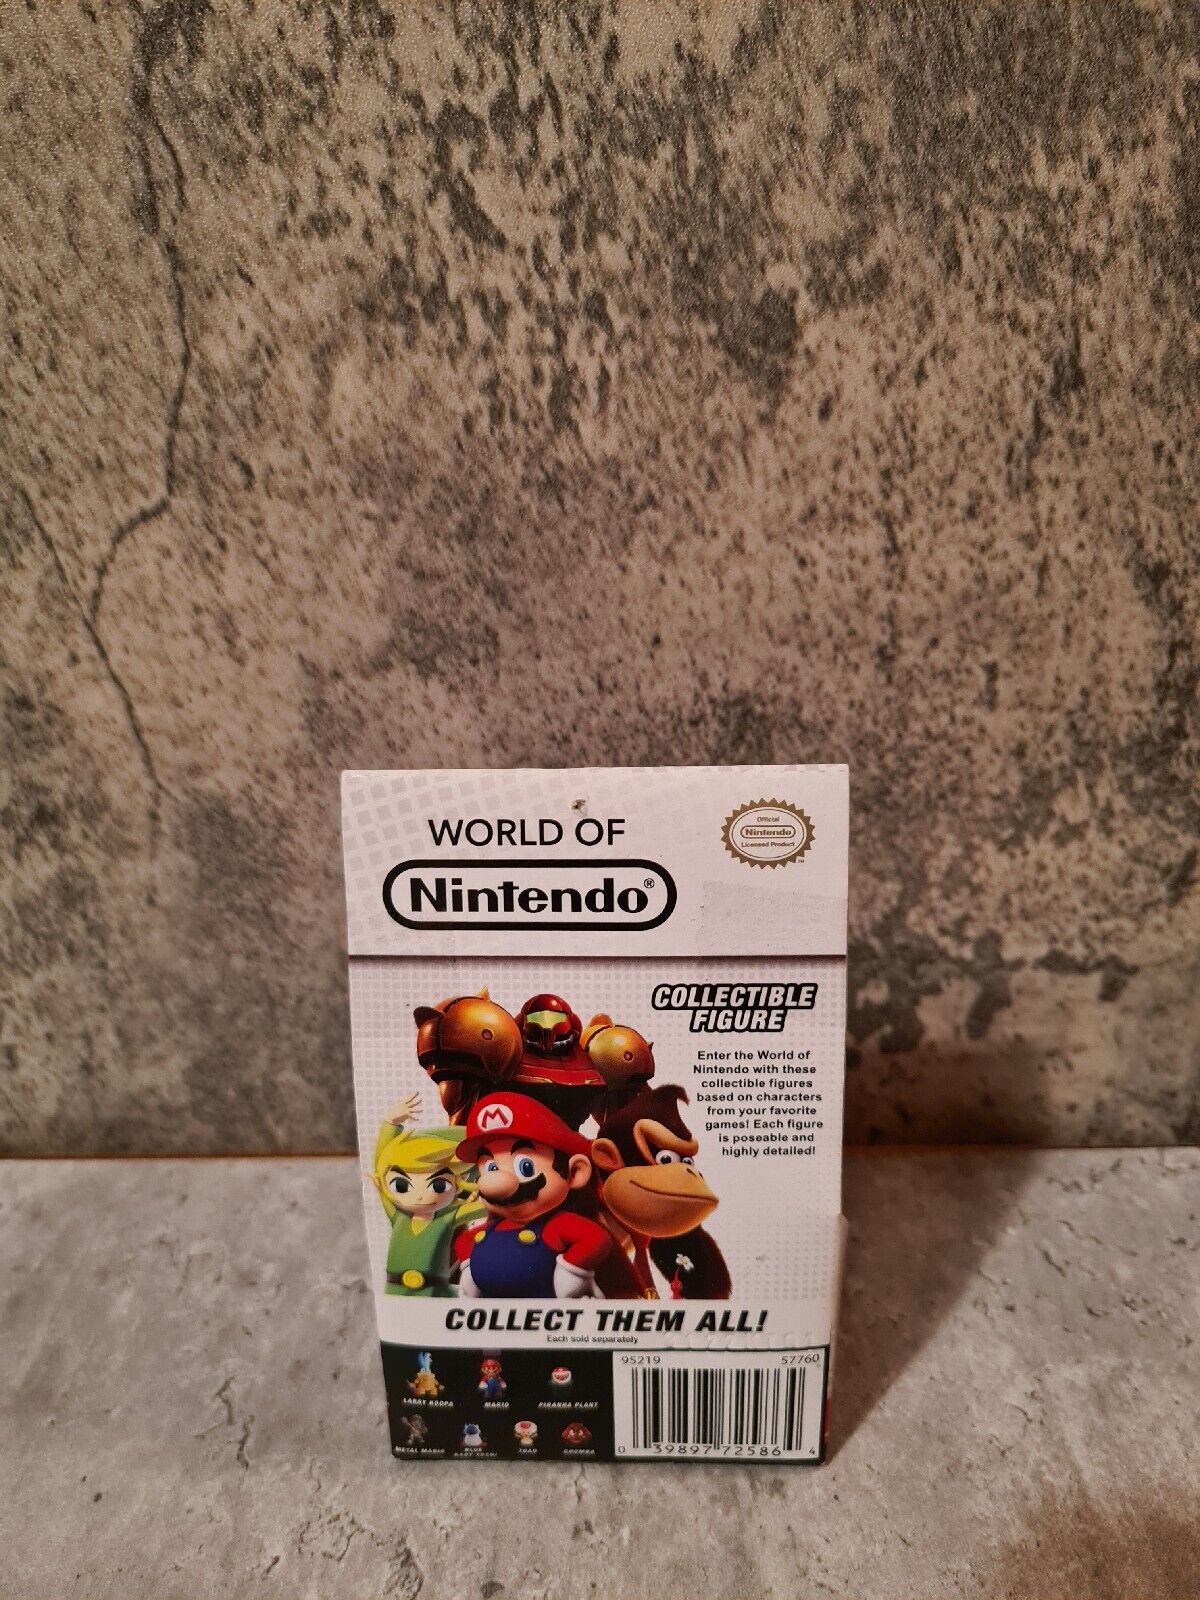 WORLD OF
Nintendo®
Official
Nintendo
Licensed Product
TM
COLLECTIBLE
FIGURE
Enter the World of
Nintendo with these
collectible figures
based on characters
from your favorite
games! Each figure
is poseable and
highly detailed!
M
COLLECT THEM ALL!
Each sold separately
LARRY KOOPA
MARIO
PIRANHA PLANT
METAL MARIO
BLUE
BABY YOSHI
TOAD
GOOMBA
95219 57760
0 39897 72586 4